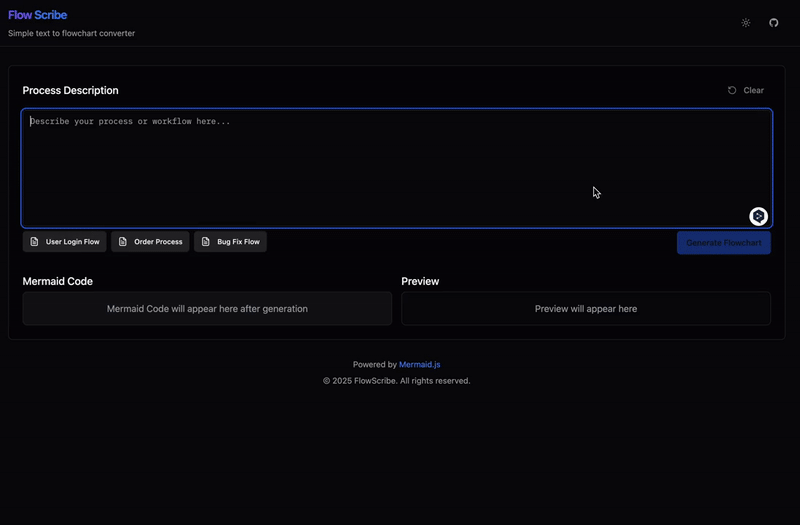 Flow Scribe
Simple text to flowchart converter
Process Description
Clear
Describe your process or workflow here...
User Login Flow
Order Process
Bug Fix Flow
Generate Flowchart
Mermaid Code
Preview
Mermaid Code will appear here after generation
Preview will appear here
Powered by Mermaid.js
© 2025 FlowScribe. All rights reserved.